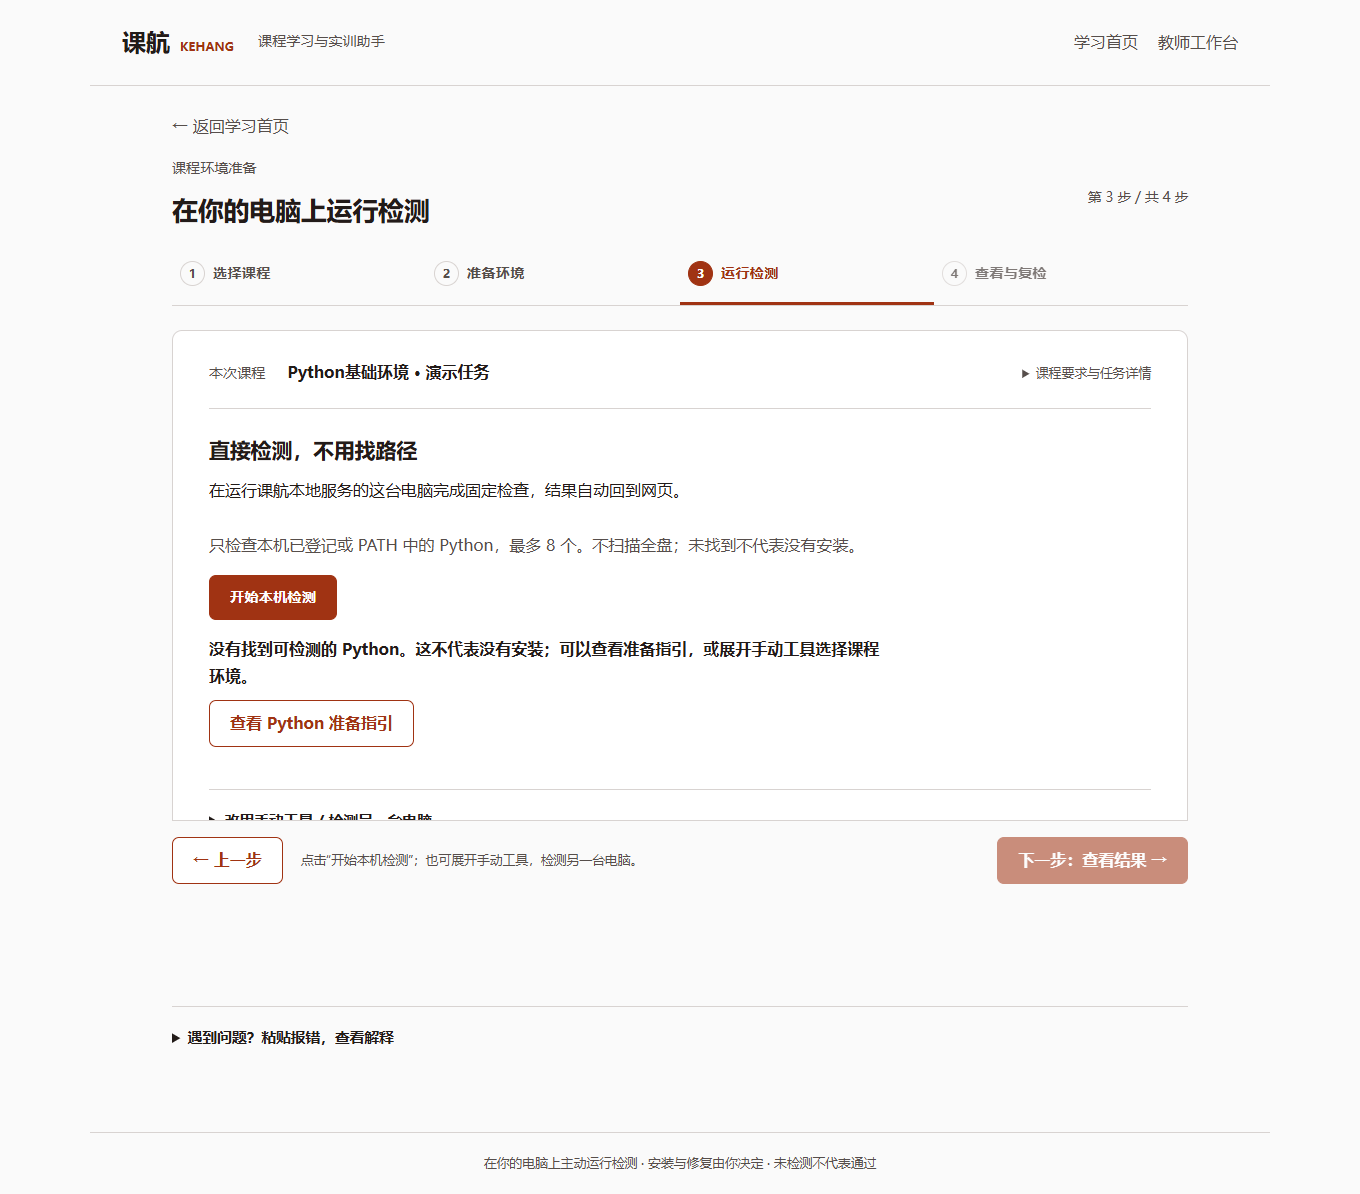 课航 KEHANG 课程学习与实训助手 学习首页 教师工作台
← 返回学习首页
课程环境准备
在你的电脑上运行检测
第 3 步 / 共 4 步
1 选择课程 2 准备环境 3 运行检测 4 查看与复检
本次课程 Python基础环境 • 演示任务 ▶ 课程要求与任务详情
直接检测，不用找路径
在运行课航本地服务的这台电脑完成固定检查，结果自动回到网页。
只检查本机已登记或 PATH 中的 Python，最多 8 个。不扫描全盘；未找到不代表没有安装。
开始本机检测
没有找到可检测的 Python。这不代表没有安装；可以查看准备指引，或展开手动工具选择课程
环境。
查看 Python 准备指引
▶ 改用手动工具 / 检测另一台电脑
← 上一步 点击“开始本机检测”；也可展开手动工具，检测另一台电脑。 下一步：查看结果 →
▶ 遇到问题？粘贴报错，查看解释
在你的电脑上主动运行检测 · 安装与修复由你决定 · 未检测不代表通过